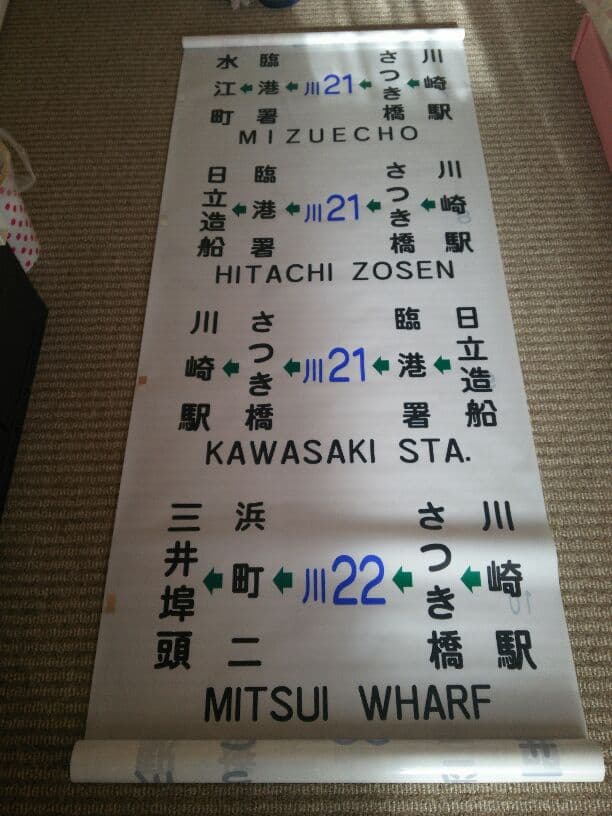 川崎駅
さつき橋
川21
臨港署
水江町
MIZUECHO
川崎駅
さつき橋
川21
臨港署
日立造船
HITACHI ZOSEN
日立造船
臨港署
川21
さつき橋
川崎駅
KAWASAKI STA.
川崎駅
さつき橋
川22
浜町二
三井埠頭
MITSUI WHARF